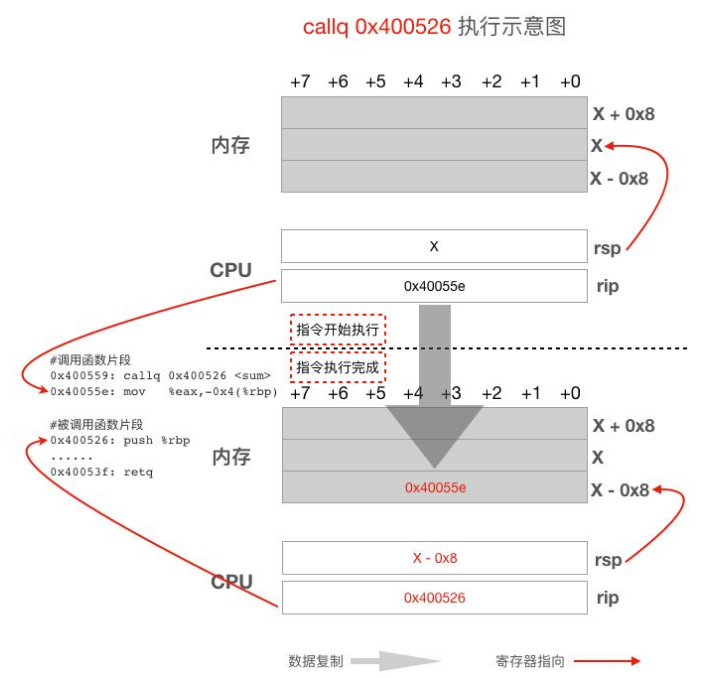 callq 0x400526 执行示意图
+7 +6 +5 +4 +3 +2 +1 +0
X + 0x8
内存
X
X - 0x8
X
rsp
CPU
0x40055e
rip
指令开始执行
#调用函数片段
指令执行完成
0x400559: callq 0x400526 <sum>
0x40055e: mov %eax,-0x4(%rbp)
+7 +6 +5 +4 +3 +2 +1 +0
#被调用函数片段
X + 0x8
0x400526: push %rbp
......
内存
X
0x40053f: retq
0x40055e
X - 0x8
X - 0x8
rsp
CPU
0x400526
rip
数据复制
寄存器指向